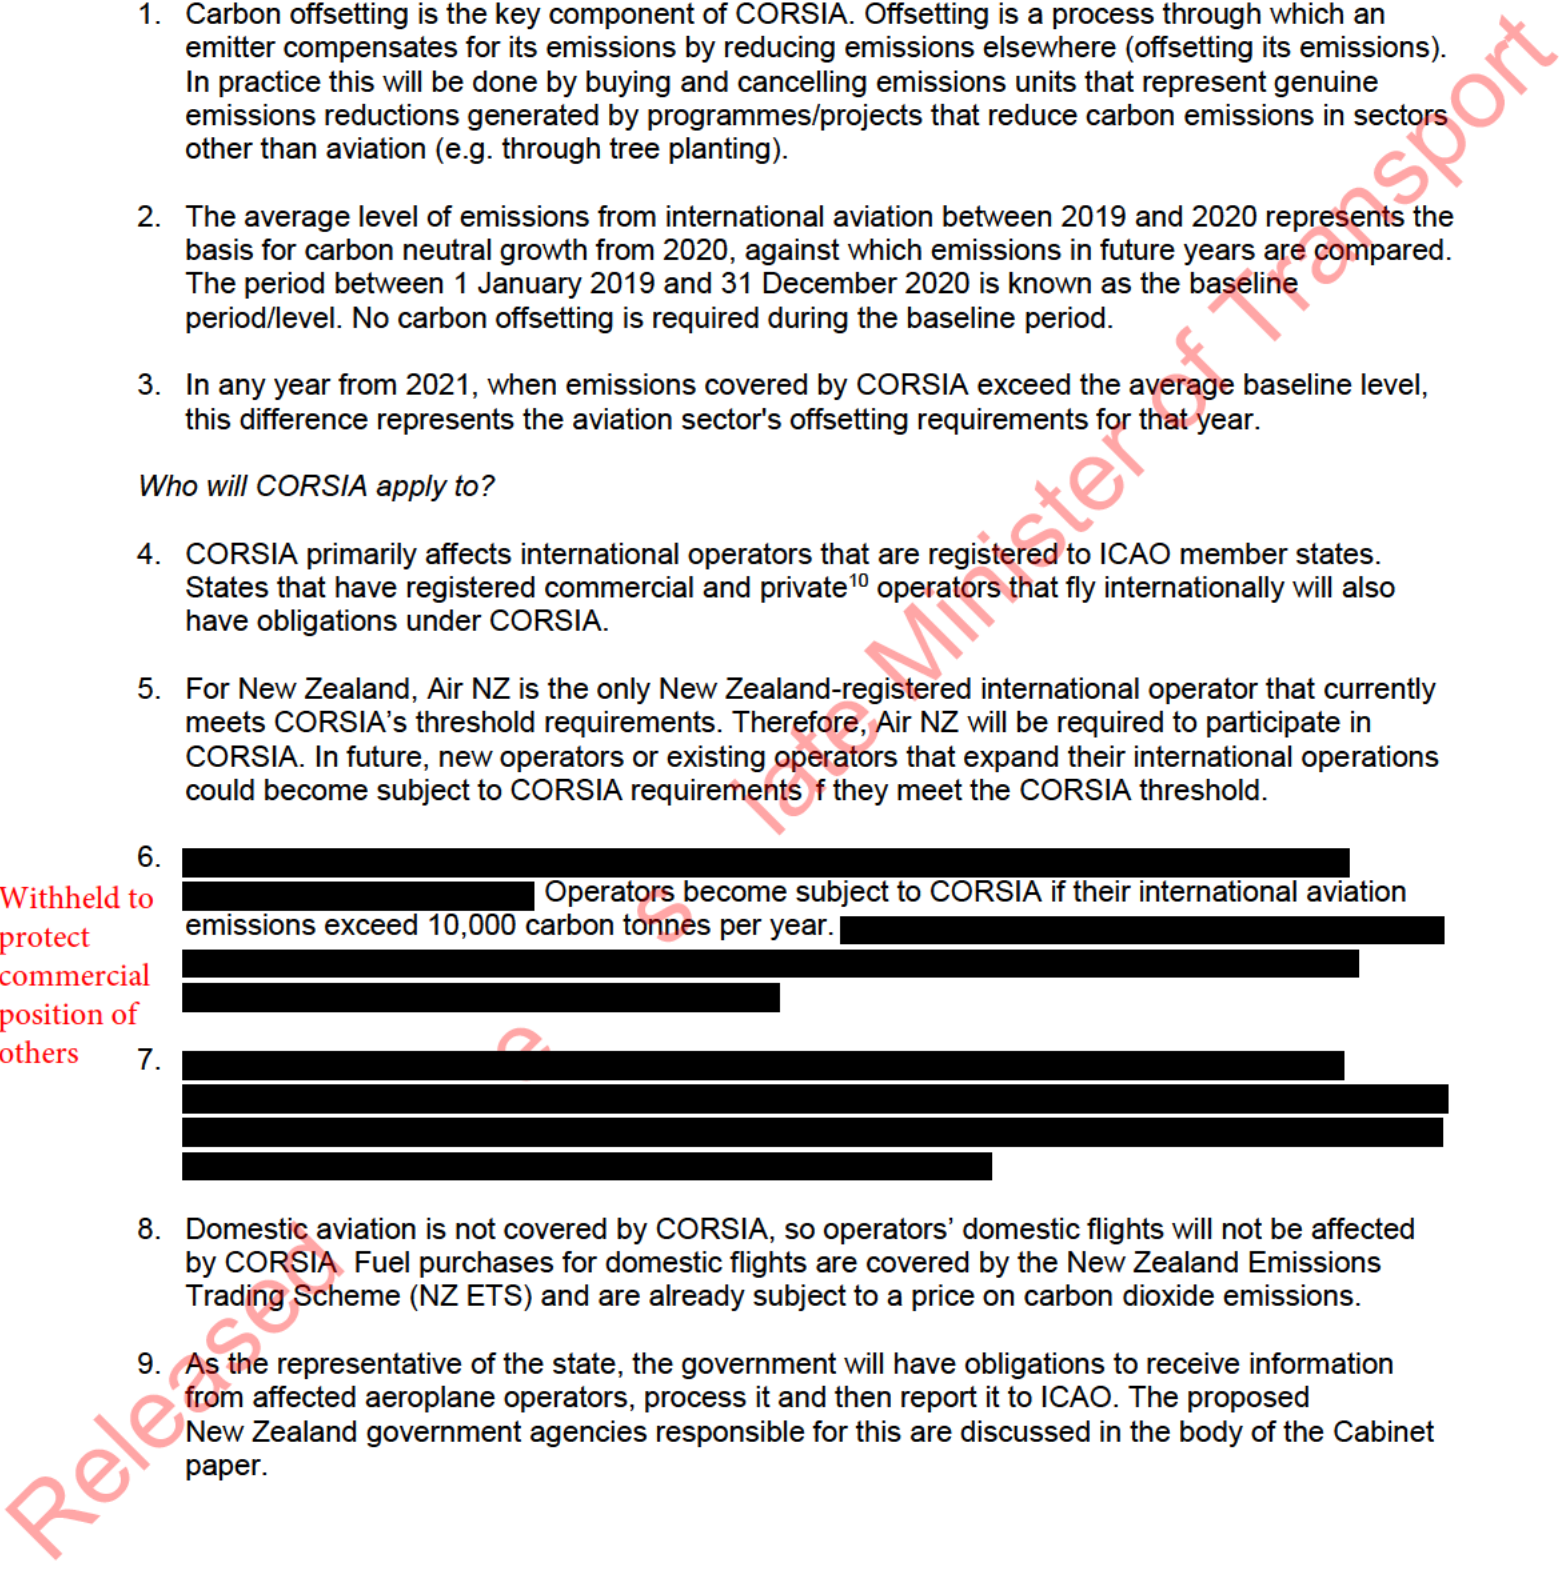 1. Carbon offsetting is the key component of CORSIA. Offsetting is a process through which an
emitter compensates for its emissions by reducing emissions elsewhere (offsetting its emissions).
In practice this will be done by buying and cancelling emissions units that represent genuine
emissions reductions generated by programmes/projects that reduce carbon emissions in sectors
other than aviation (e.g. through tree planting).
2. The average level of emissions from international aviation between 2019 and 2020 represents the
basis for carbon neutral growth from 2020, against which emissions in future years are compared.
The period between 1 January 2019 and 31 December 2020 is known as the baseline
period/level. No carbon offsetting is required during the baseline period.
3. In any year from 2021, when emissions covered by CORSIA exceed the average baseline level,
this difference represents the aviation sector's offsetting requirements for that year.
Who will CORSIA apply to?
4. CORSIA primarily affects international operators that are registered to ICAO member states.
States that have registered commercial and private10 operators that fly internationally will also
have obligations under CORSIA.
5. For New Zealand, Air NZ is the only New Zealand-registered international operator that currently
meets CORSIA’s threshold requirements. Therefore, Air NZ will be required to participate in
CORSIA. In future, new operators or existing operators that expand their international operations
could become subject to CORSIA requirements if they meet the CORSIA threshold.
6.
Operators become subject to CORSIA if their international aviation
emissions exceed 10,000 carbon tonnes per year.
Withheld to
protect
commercial
position of
others
7.
8. Domestic aviation is not covered by CORSIA, so operators’ domestic flights will not be affected
by CORSIA. Fuel purchases for domestic flights are covered by the New Zealand Emissions
Trading Scheme (NZ ETS) and are already subject to a price on carbon dioxide emissions.
9. As the representative of the state, the government will have obligations to receive information
from affected aeroplane operators, process it and then report it to ICAO. The proposed
New Zealand government agencies responsible for this are discussed in the body of the Cabinet
paper.
Released e s iate Minister of Transport